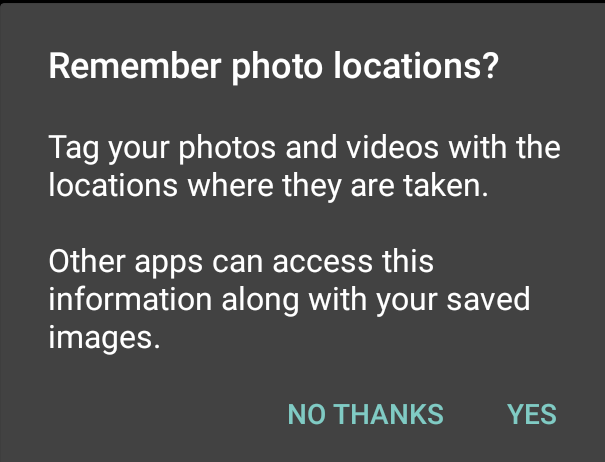 Remember photo locations?
Tag your photos and videos with the
locations where they are taken.
Other apps can access this
information along with your saved
images.
NO THANKS YES